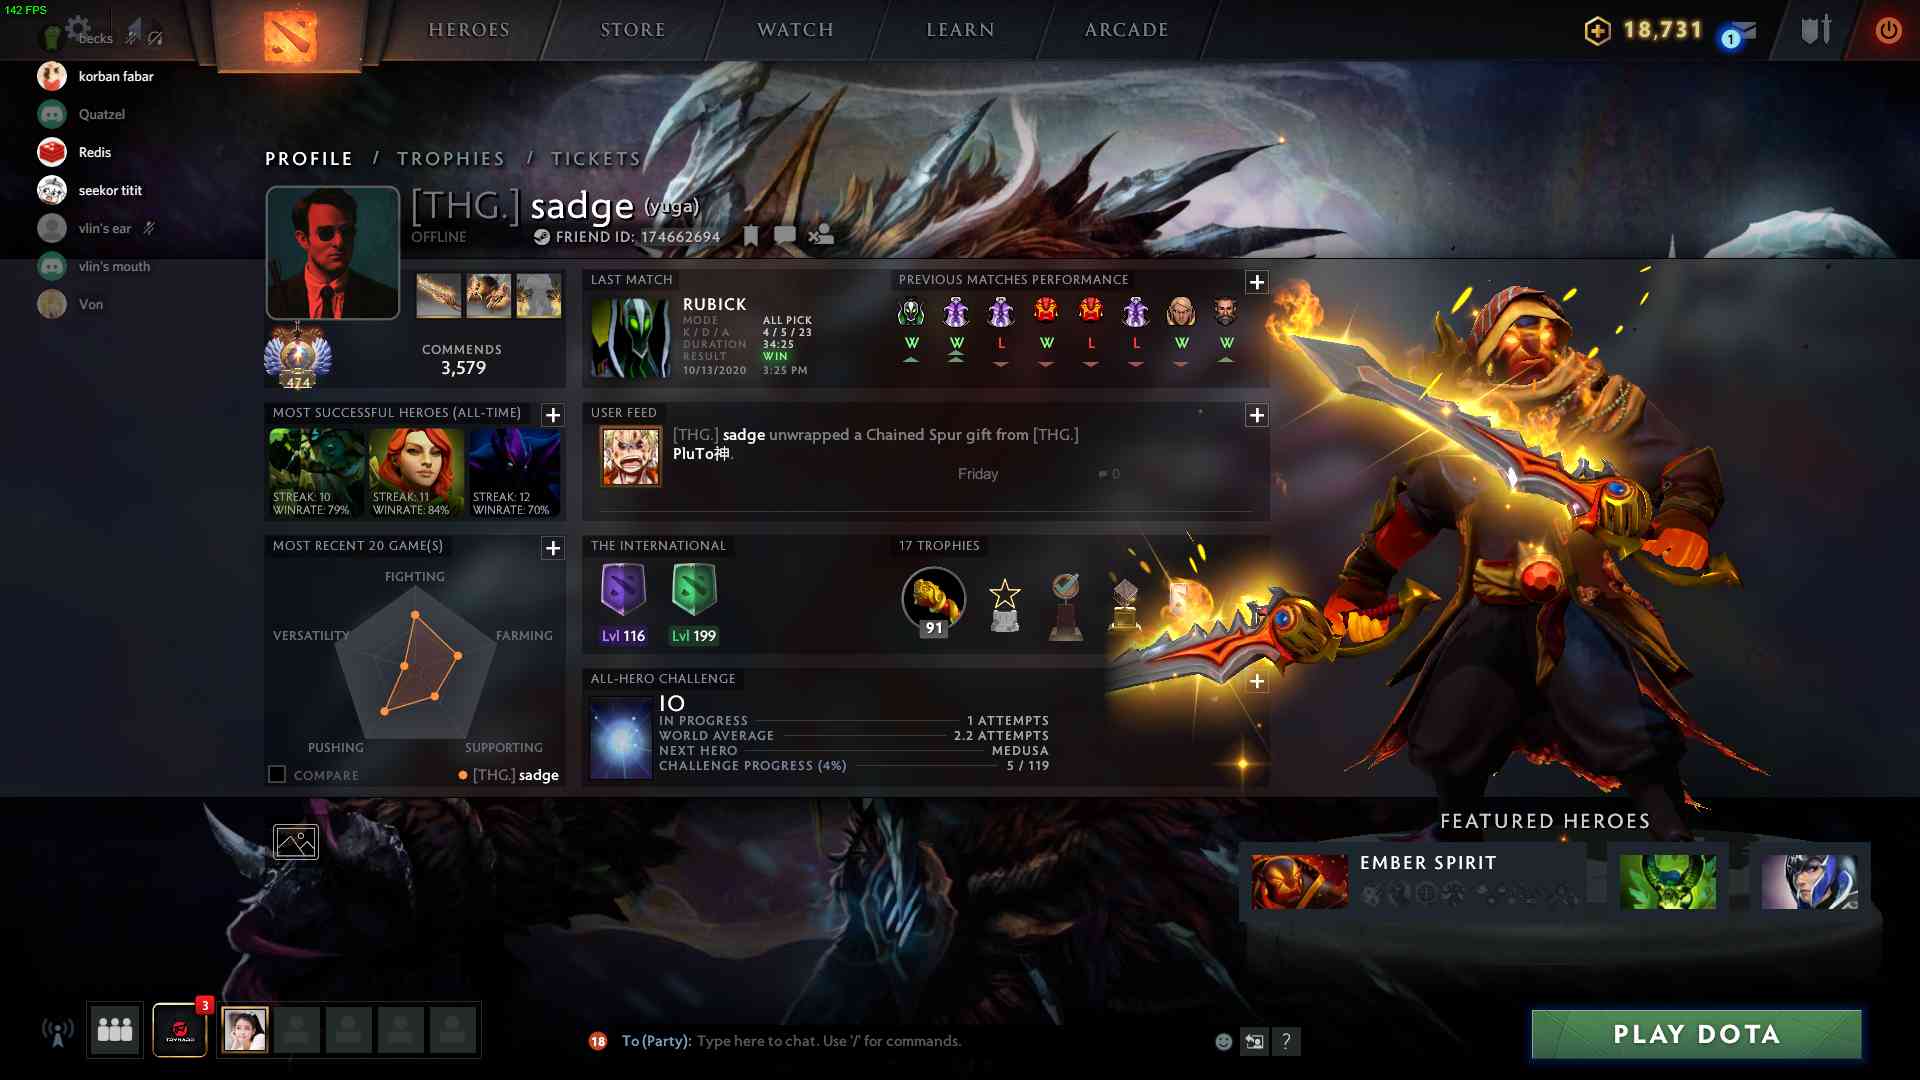 142 FPS
HEROES
STORE
WATCH
LEARN
ARCADE
18,731
1
becks
korban fabar
Quatzel
Redis
seekor titit
vlin's ear
vlin's mouth
Von
PROFILE / TROPHIES / TICKETS
[THG.] sadge (yuga)
OFFLINE
FRIEND ID: 174662694
474
COMMENDS
3,579
LAST MATCH
RUBICK
MODE ALL PICK
K / D / A 4 / 5 / 23
DURATION 34:25
RESULT WIN
10/13/2020 3:25 PM
PREVIOUS MATCHES PERFORMANCE
W W L W L L W W
MOST SUCCESSFUL HEROES (ALL-TIME)
STREAK: 10
WINRATE: 79%
STREAK: 11
WINRATE: 84%
STREAK: 12
WINRATE: 70%
USER FEED
[THG.] sadge unwrapped a Chained Spur gift from [THG.]
PluTo神.
Friday
0
MOST RECENT 20 GAME(S)
FIGHTING
VERSATILITY
FARMING
PUSHING
SUPPORTING
COMPARE
[THG.] sadge
THE INTERNATIONAL
Lvl 116
Lvl 199
17 TROPHIES
91
ALL-HERO CHALLENGE
IO
IN PROGRESS 1 ATTEMPTS
WORLD AVERAGE 2.2 ATTEMPTS
NEXT HERO MEDUSA
CHALLENGE PROGRESS (4%) 5 / 119
FEATURED HEROES
EMBER SPIRIT
3
18
To (Party): Type here to chat. Use '/' for commands.
?
PLAY DOTA